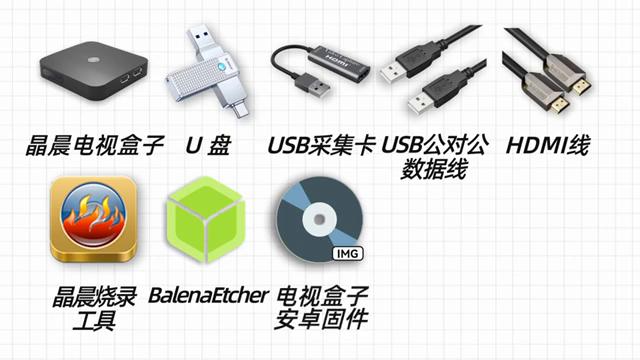 晶晨电视盒子
U 盘
USB采集卡
USB公对公
数据线
HDMI线
HDMI
晶晨烧录
工具
BalenaEtcher
电视盒子
安卓固件
IMG